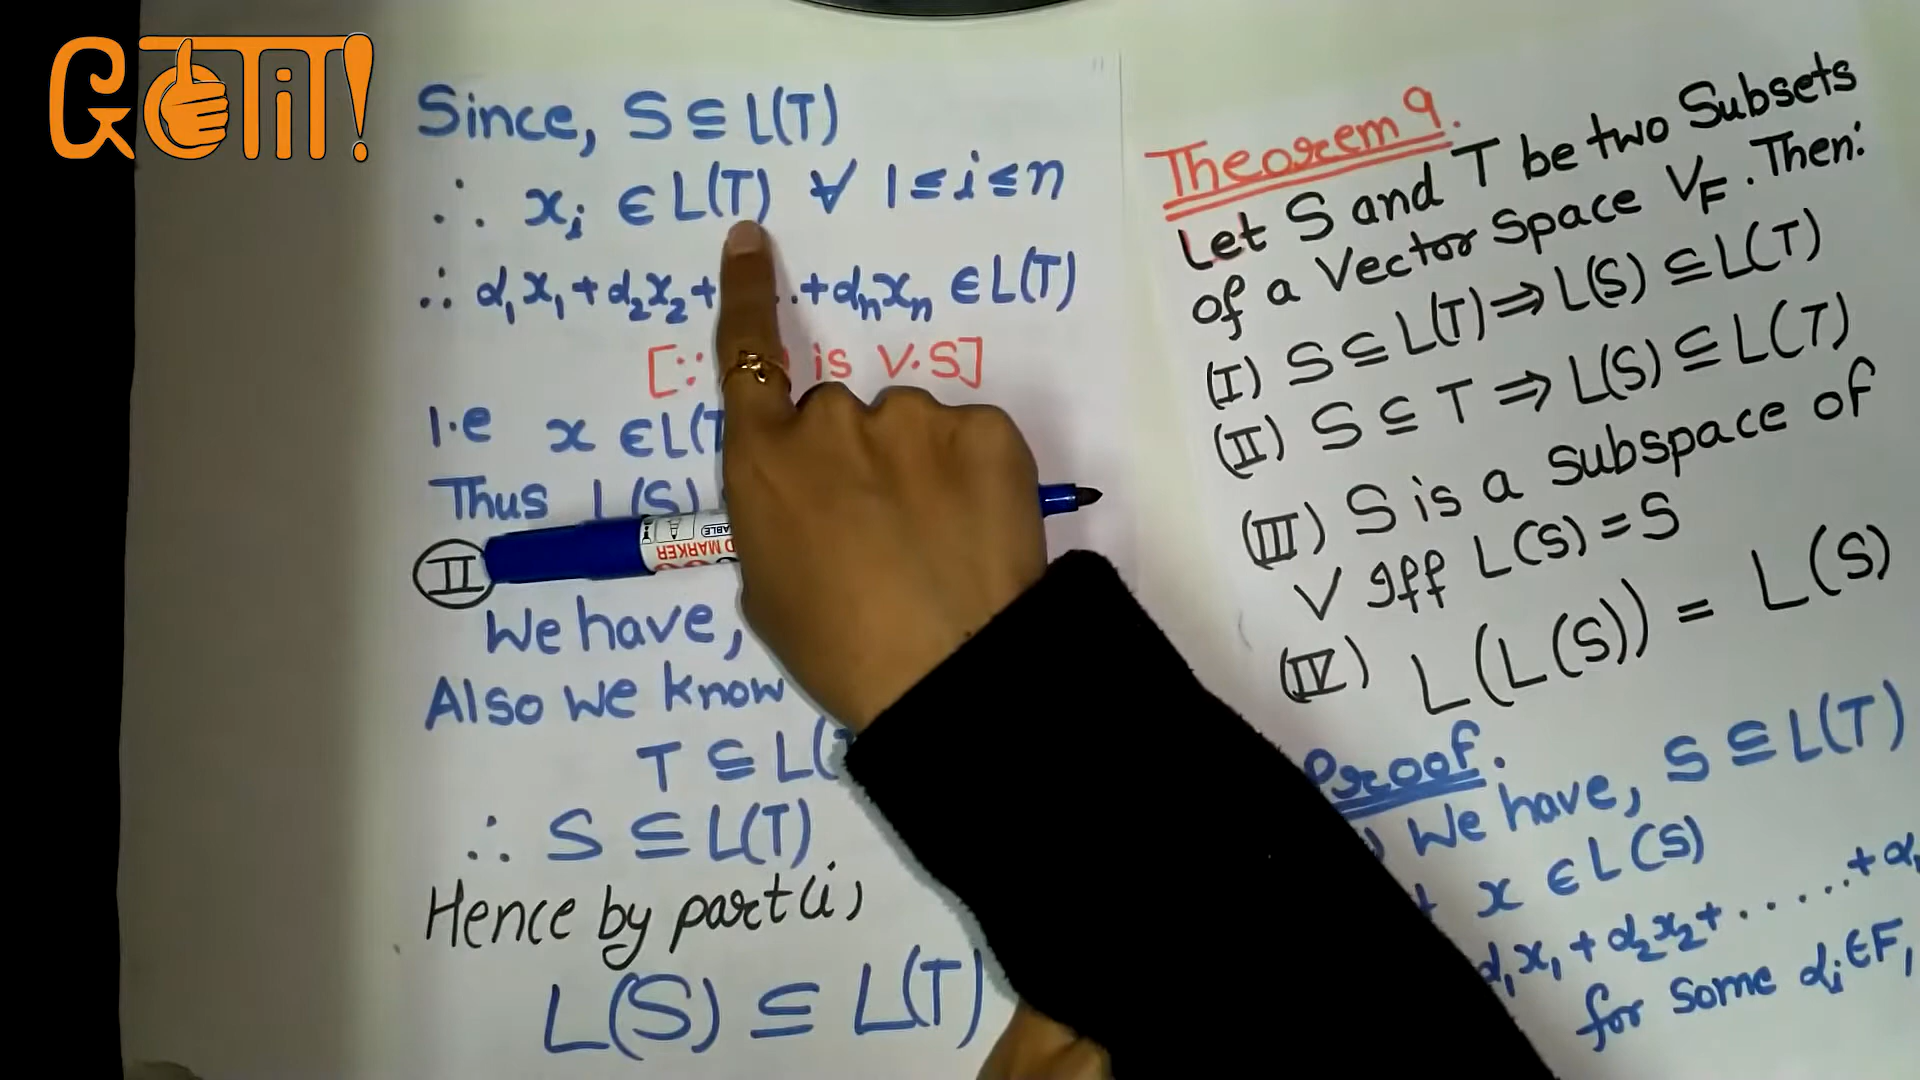 GOTiT!
Since, S ⊆ L(T)
∴ xᵢ ∈ L(T) ∀ 1 ≤ i ≤ n
∴ α₁x₁ + α₂x₂ + ..+ αₙxₙ ∈ L(T)
[∵ is V.S]
I.e x ∈ L(T
Thus L(S)
II
MARKER
We have,
Also we know
T ⊆ L(
∴ S ⊆ L(T)
Hence by part(i)
L(S) ⊆ L(T)
Theorem 9.
Let S and T be two Subsets
of a Vector Space V_F. Then:
(I) S ⊆ L(T) ⇒ L(S) ⊆ L(T)
(II) S ⊆ T ⇒ L(S) ⊆ L(T)
(III) S is a subspace of
V Iff L(S) = S
(IV) L(L(S)) = L(S)
Proof.
) We have, S ⊆ L(T)
x ∈ L(S)
α₁x₁ + α₂x₂ + ..... + α
for some αᵢ ∈ F,